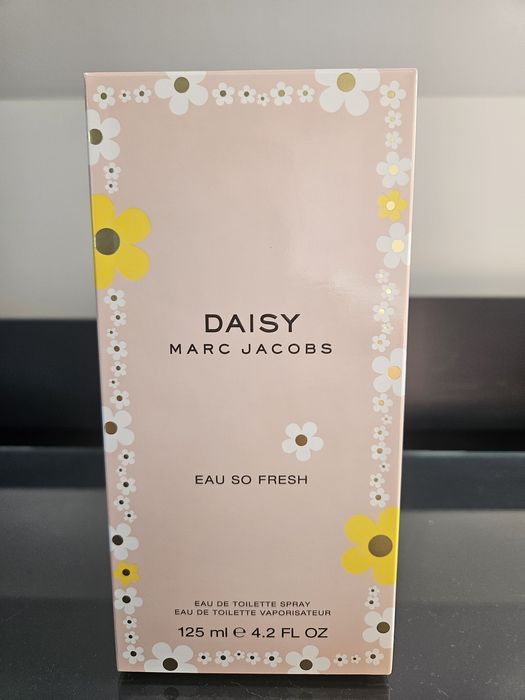 DAISY
MARC JACOBS
EAU SO FRESH
EAU DE TOILETTE SPRAY
EAU DE TOILETTE VAPORISATEUR
125 ml ℮ 4.2 FL OZ